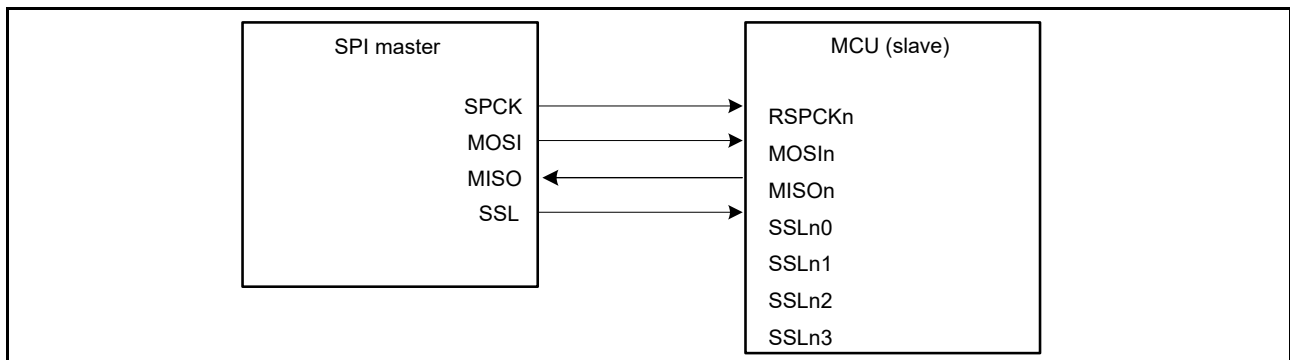 SPI master
SPCK
MOSI
MISO
SSL
MCU (slave)
RSPCKn
MOSIn
MISOn
SSLn0
SSLn1
SSLn2
SSLn3